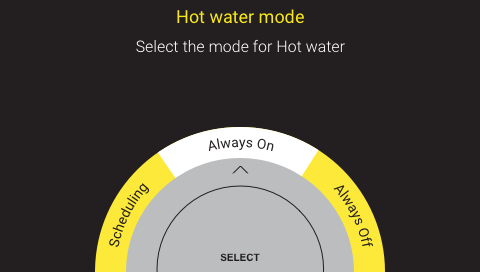 Hot water mode
Select the mode for Hot water
Always On
Scheduling
Always Off
SELECT